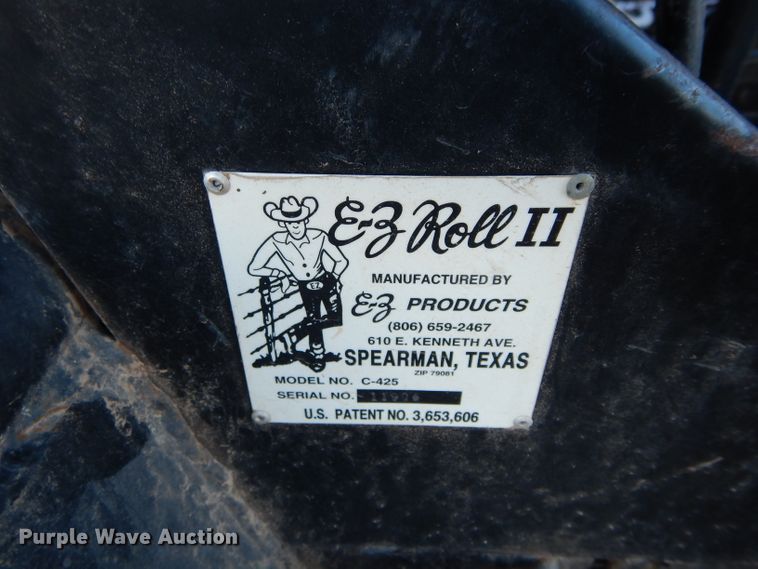 E-Z Roll II
MANUFACTURED BY
E-Z PRODUCTS
(806) 659-2467
610 E. KENNETH AVE.
SPEARMAN, TEXAS
ZIP 79081
MODEL NO. C-425
SERIAL NO.
U.S. PATENT NO. 3,653,606
Purple Wave Auction®